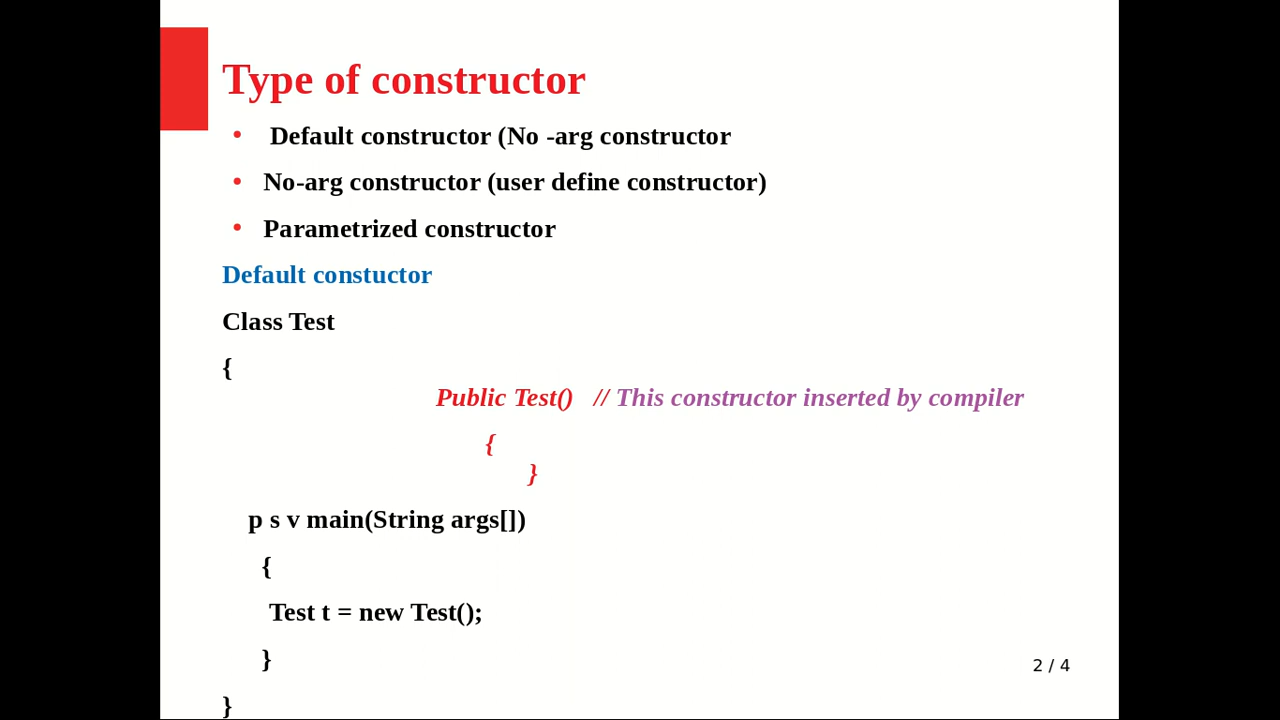 Type of constructor
• Default constructor (No -arg constructor
• No-arg constructor (user define constructor)
• Parametrized constructor
Default constuctor
Class Test
{
Public Test() // This constructor inserted by compiler
{
}
p s v main(String args[])
{
Test t = new Test();
}
2 / 4
}